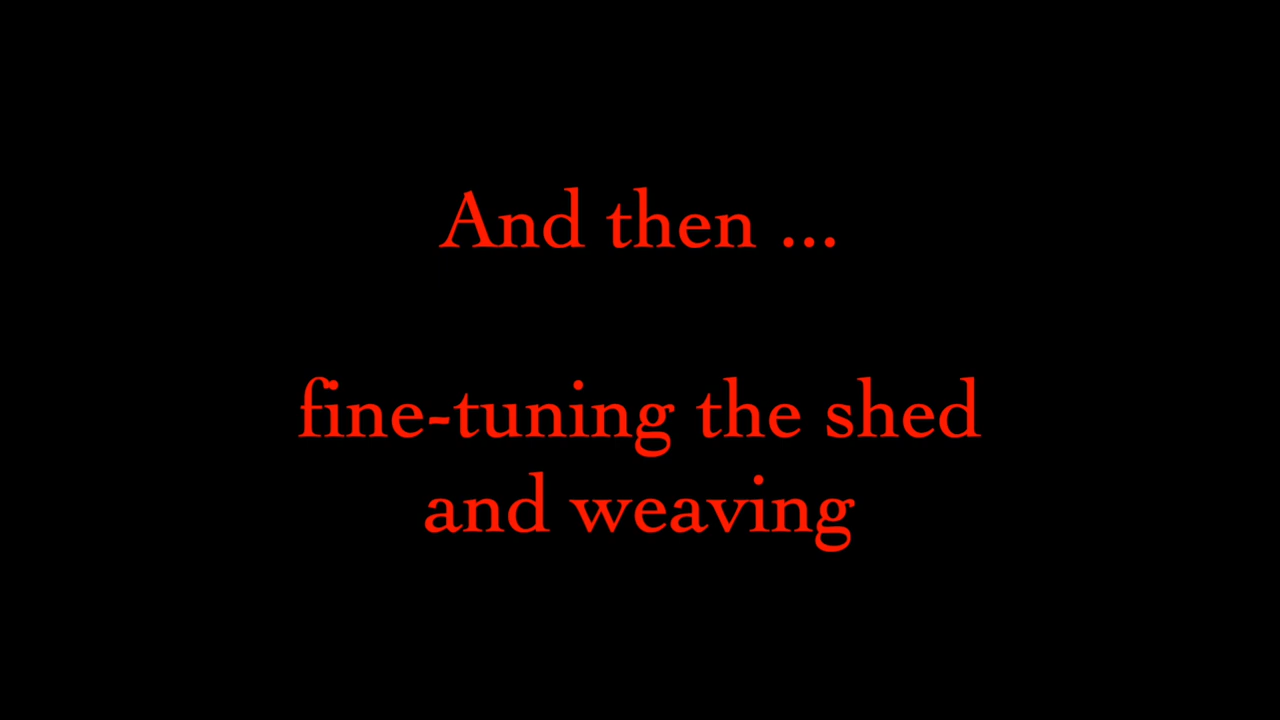 And then ...
fine-tuning the shed
and weaving